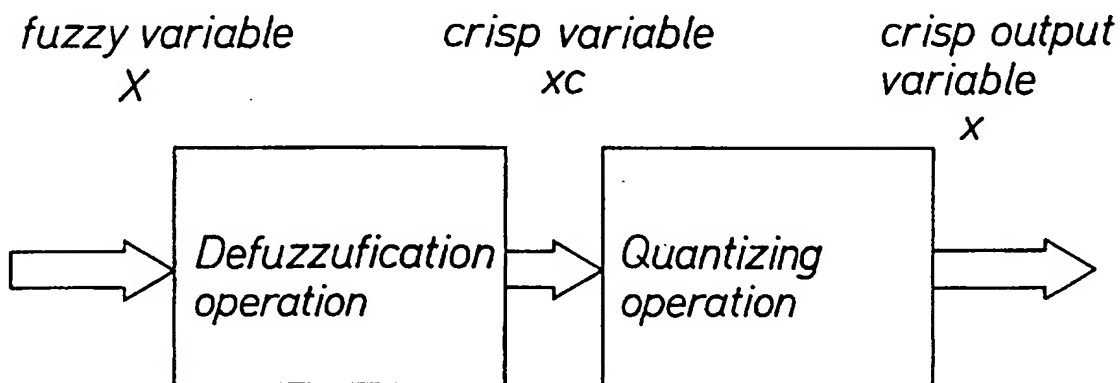 fuzzy variable
X
crisp variable
xc
crisp output
variable
x
Defuzzufication
operation
Quantizing
operation